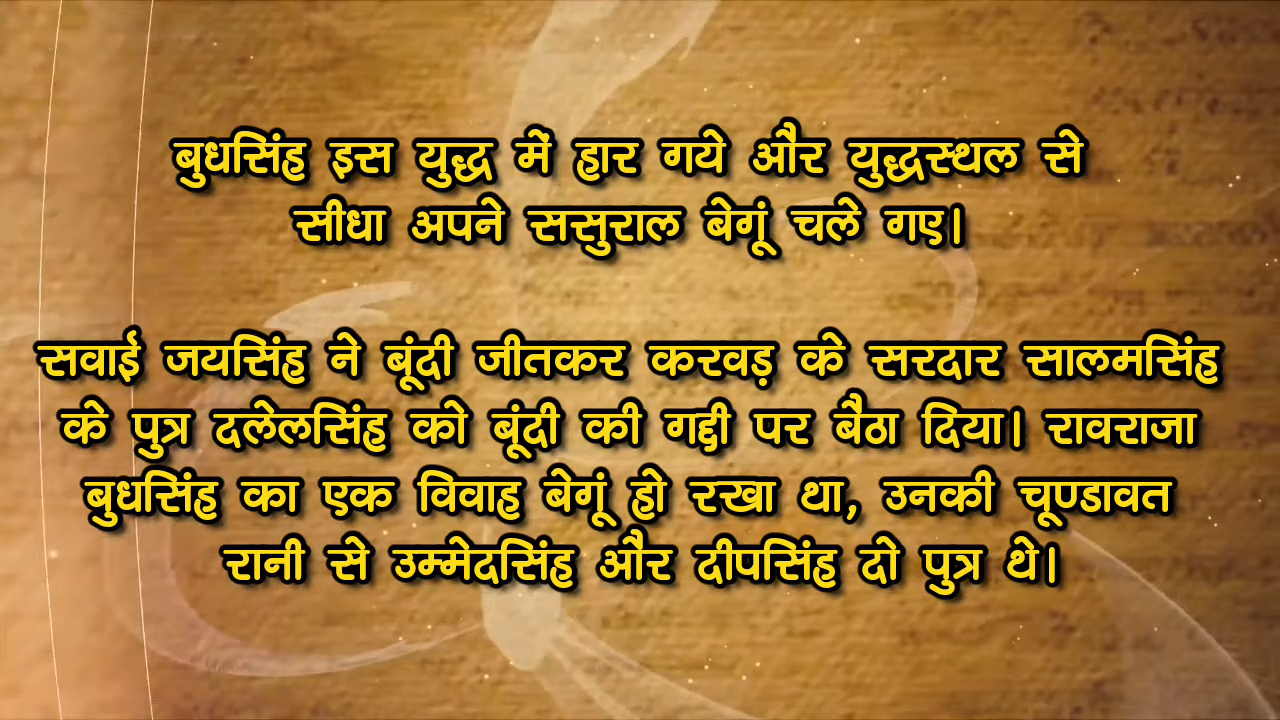 बुधसिंह इस युद्ध में हार गये और युद्धस्थल से
सीधा अपने ससुराल बेगूं चले गए।
सवाई जयसिंह ने बूंदी जीतकर करवड़ के सरदार सालमसिंह
के पुत्र दलेलसिंह को बूंदी की गद्दी पर बैठा दिया। रावराजा
बुधसिंह का एक विवाह बेगूं हो रखा था, उनकी चूण्डावत
रानी से उम्मेदसिंह और दीपसिंह दो पुत्र थे।